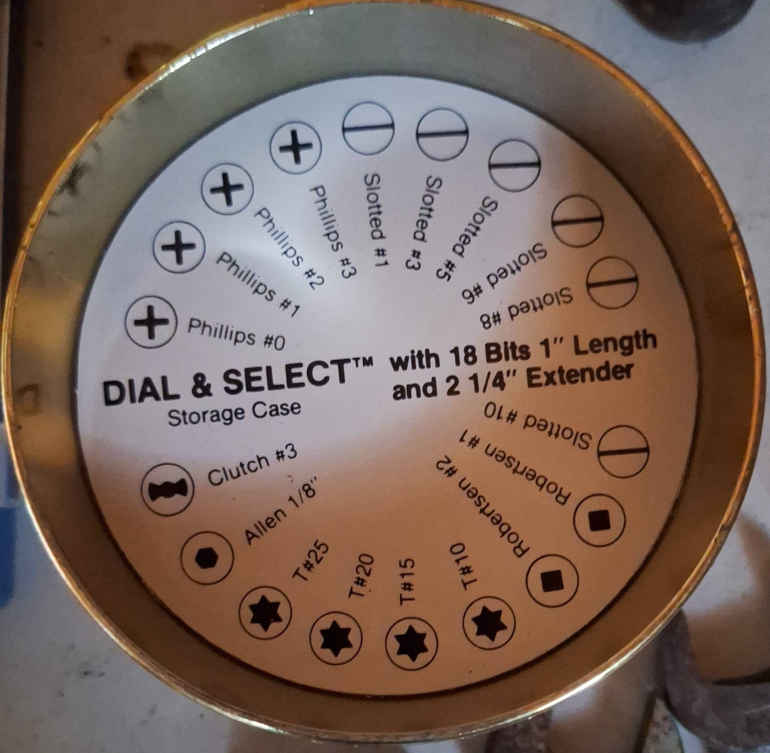 Phillips #0
Phillips #1
Phillips #2
Phillips #3
Slotted #1
Slotted #3
Slotted #5
Slotted #6
Slotted #8
DIAL & SELECT™ with 18 Bits 1" Length
and 2 1/4" Extender
Storage Case
Slotted #10
Robertsen #1
Robertsen #2
T#10
T#15
T#20
T#25
Allen 1/8"
Clutch #3